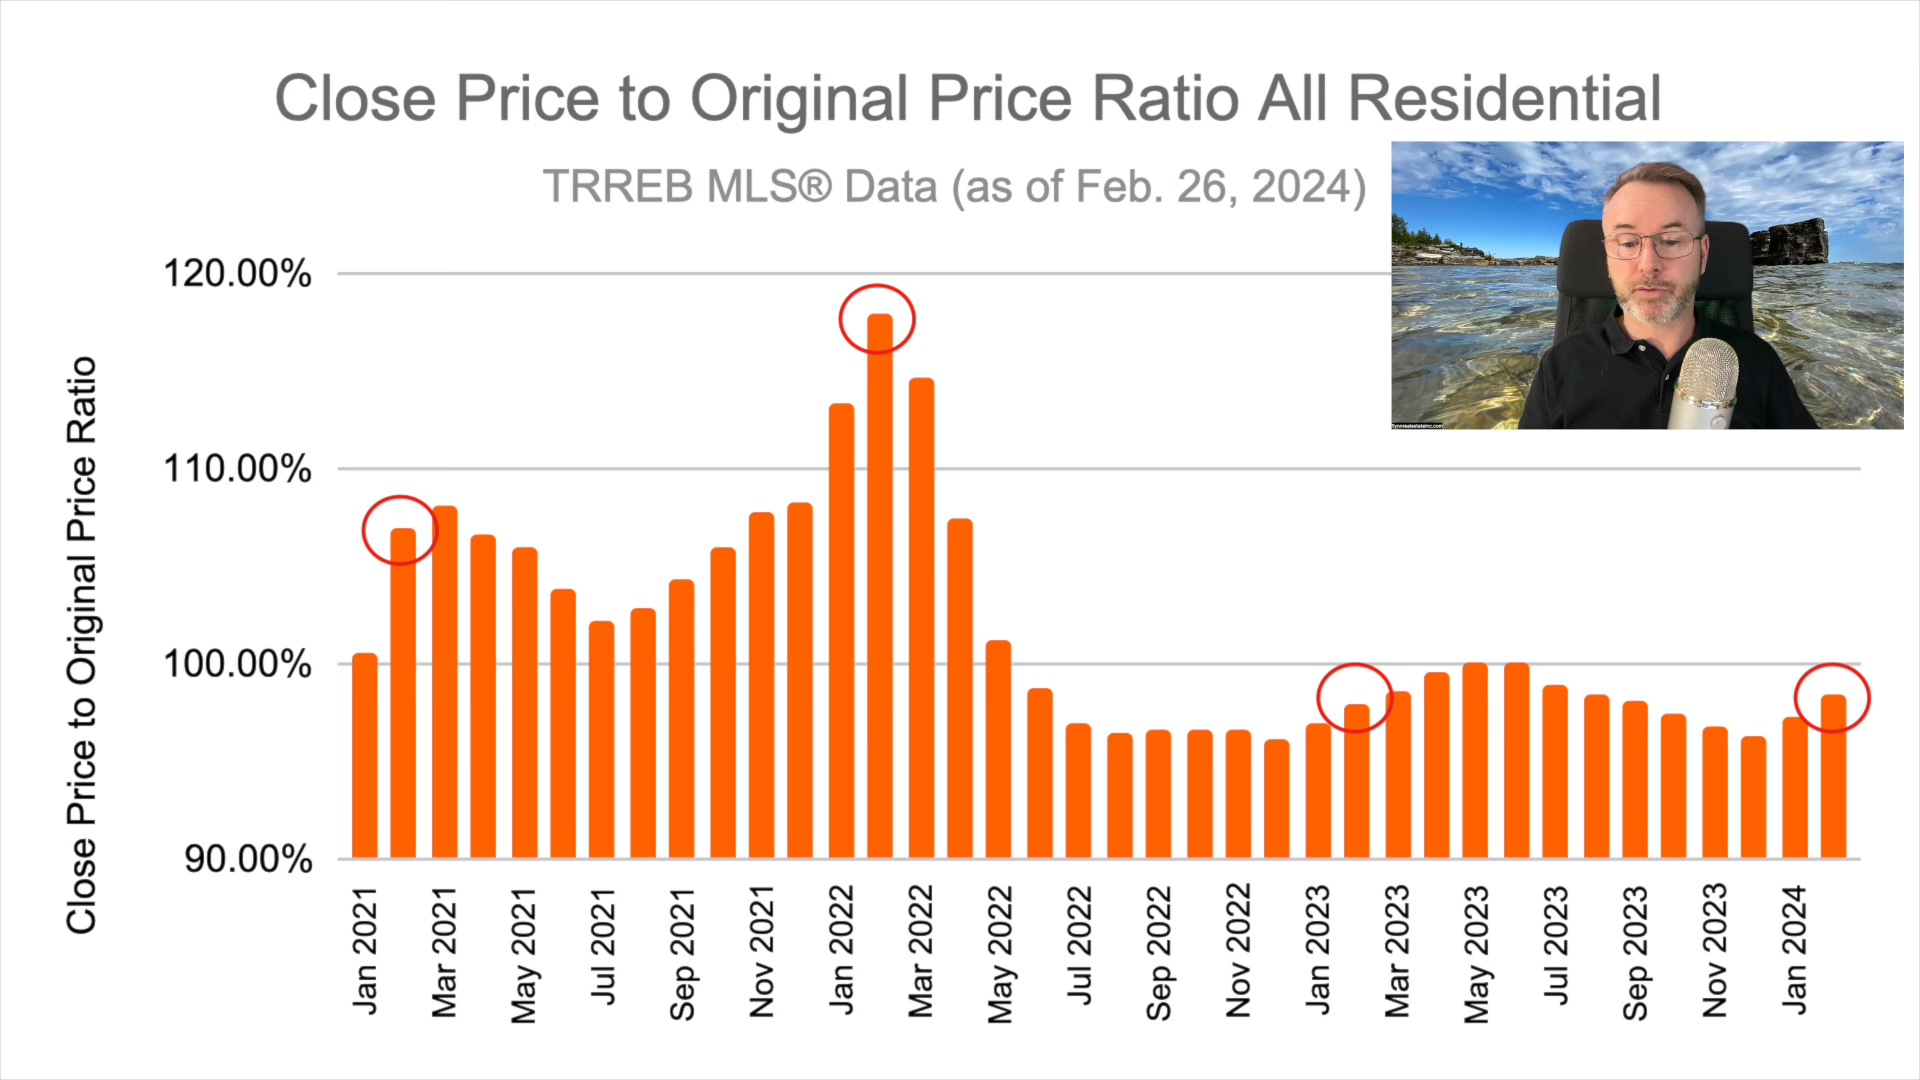 Close Price to Original Price Ratio All Residential
TRREB MLS® Data (as of Feb. 26, 2024)
Close Price to Original Price Ratio
120.00%
110.00%
100.00%
90.00%
Jan 2021
Mar 2021
May 2021
Jul 2021
Sep 2021
Nov 2021
Jan 2022
Mar 2022
May 2022
Jul 2022
Sep 2022
Nov 2022
Jan 2023
Mar 2023
May 2023
Jul 2023
Sep 2023
Nov 2023
Jan 2024